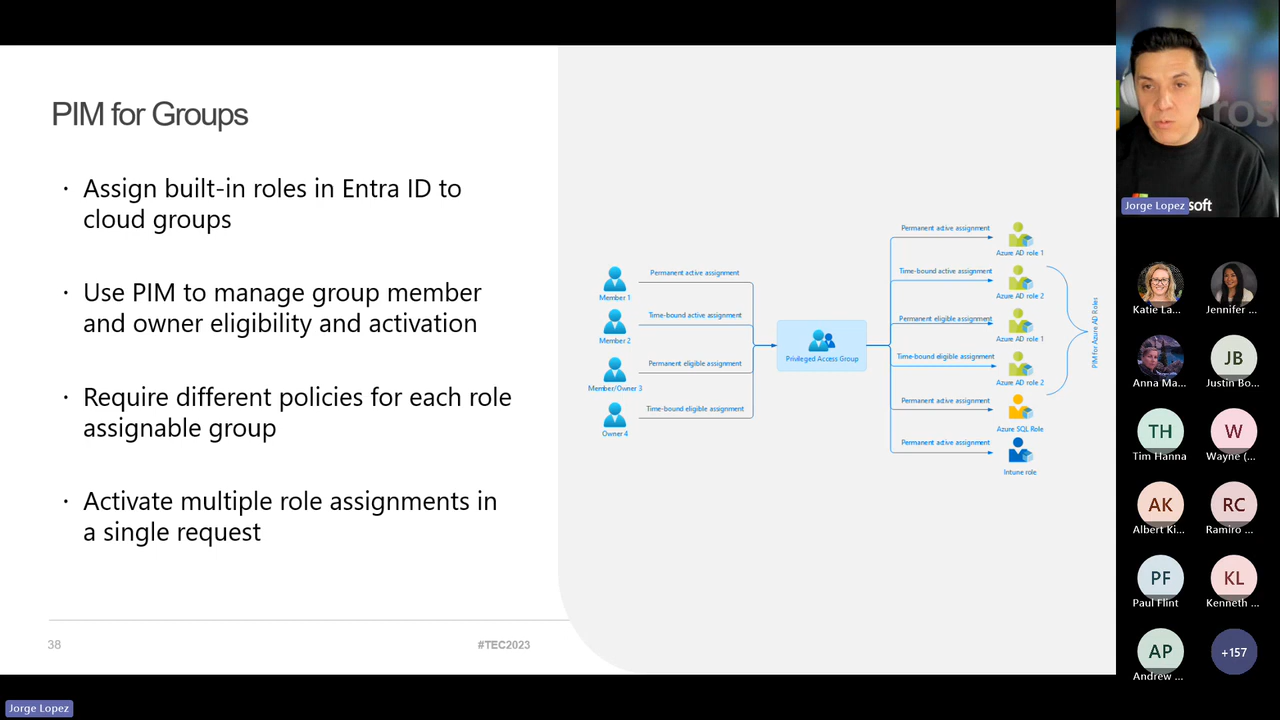 PIM for Groups
· Assign built-in roles in Entra ID to
cloud groups
· Use PIM to manage group member
and owner eligibility and activation
· Require different policies for each role
assignable group
· Activate multiple role assignments in
a single request
38
#TEC2023
Permanent active assignment
Member 1
Time-bound active assignment
Member 2
Permanent eligible assignment
Member/Owner 3
Time-bound eligible assignment
Owner 4
Privileged Access Group
Permanent active assignment
Azure AD role 1
Time-bound active assignment
Azure AD role 2
Permanent eligible assignment
Azure AD role 1
Time-bound eligible assignment
Azure AD role 2
Permanent active assignment
Azure SQL Role
Permanent active assignment
Intune role
PIM for Azure AD Roles
ros
soft
Jorge Lopez
Katie La...
Jennifer ...
Anna Ma...
JB
Justin Bo...
TH
Tim Hanna
W
Wayne (...
AK
Albert Ki...
RC
Ramiro ...
PF
Paul Flint
KL
Kenneth ...
AP
Andrew ...
+157
Jorge Lopez